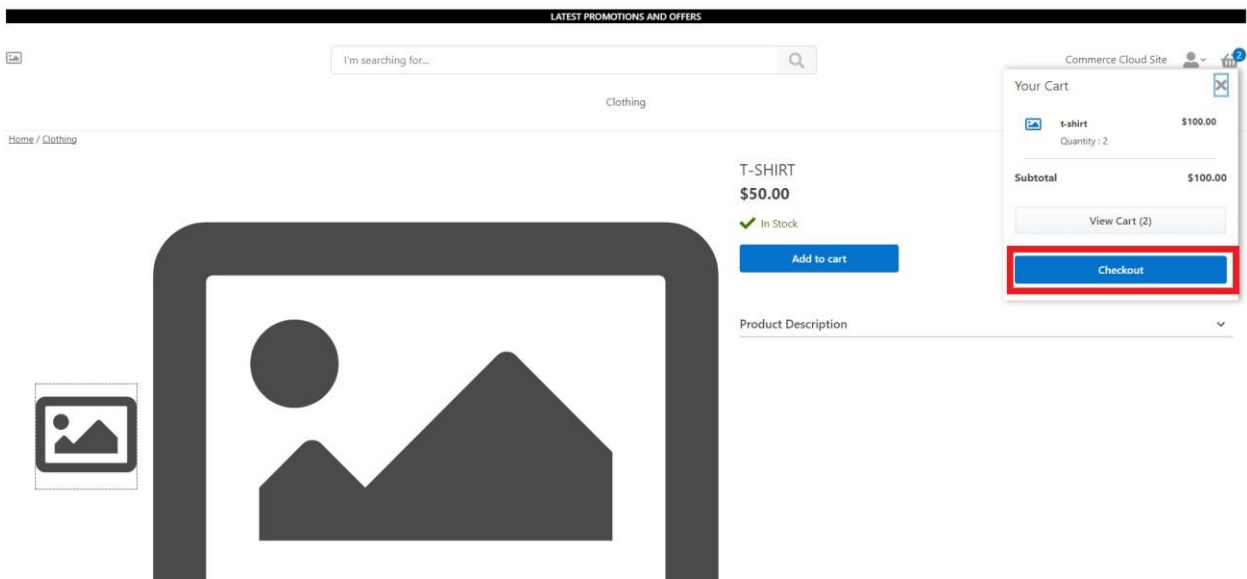 LATEST PROMOTIONS AND OFFERS
I'm searching for...
Commerce Cloud Site
2
Clothing
Your Cart
t-shirt $100.00
Quantity : 2
Subtotal $100.00
View Cart (2)
Checkout
Home / Clothing
T-SHIRT
$50.00
In Stock
Add to cart
Product Description